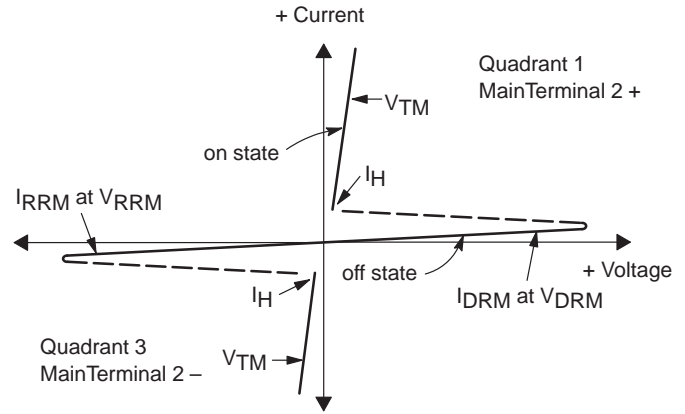 + Current
Quadrant 1
MainTerminal 2 +
VTM
on state
IH
IRRM at VRRM
+ Voltage
off state
IDRM at VDRM
IH
Quadrant 3
MainTerminal 2 –
VTM